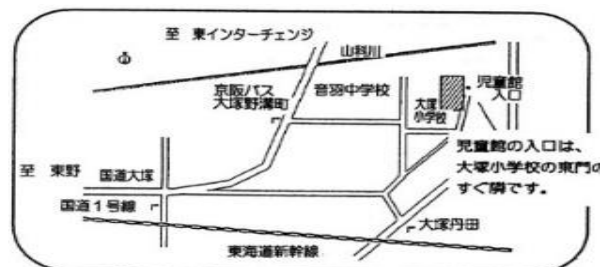 至 東インターチェンジ
山科川
京阪バス
大塚野溝町
音羽中学校
大塚
小学校
児童館
入口
児童館の入口は、
大塚小学校の東門の
すぐ隣です。
至 東野
国道大塚
国道1号線
大塚丹田
東海道新幹線